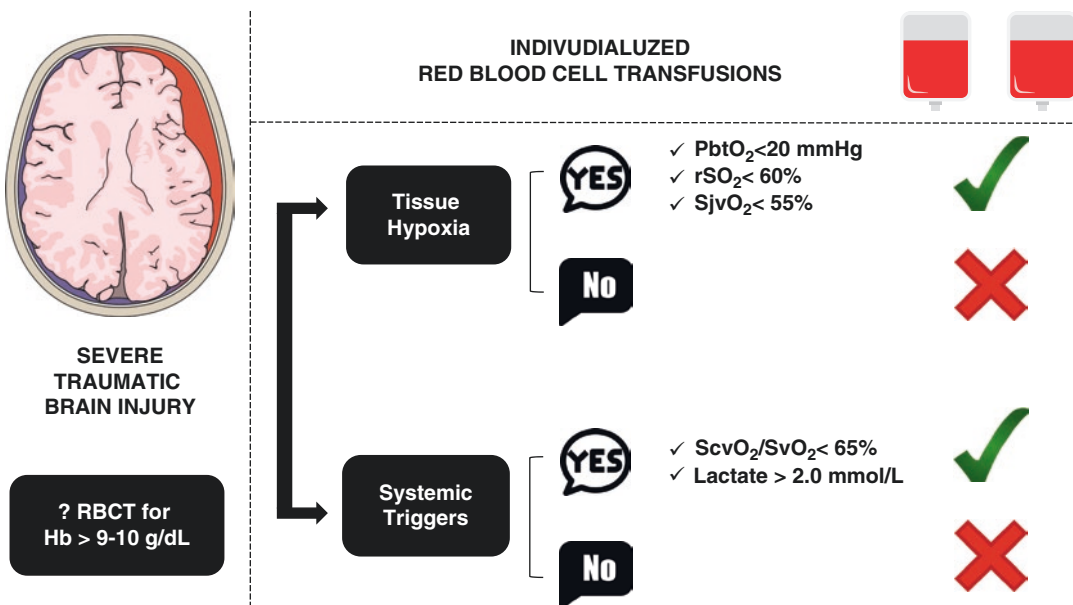 INDIVUDIALUZED
RED BLOOD CELL TRANSFUSIONS
SEVERE
TRAUMATIC
BRAIN INJURY
? RBCT for
Hb > 9-10 g/dL
Tissue
Hypoxia
YES
✓ PbtO₂<20 mmHg
✓ rSO₂< 60%
✓ SjvO₂< 55%
No
Systemic
Triggers
YES
✓ ScvO₂/SvO₂< 65%
✓ Lactate > 2.0 mmol/L
No